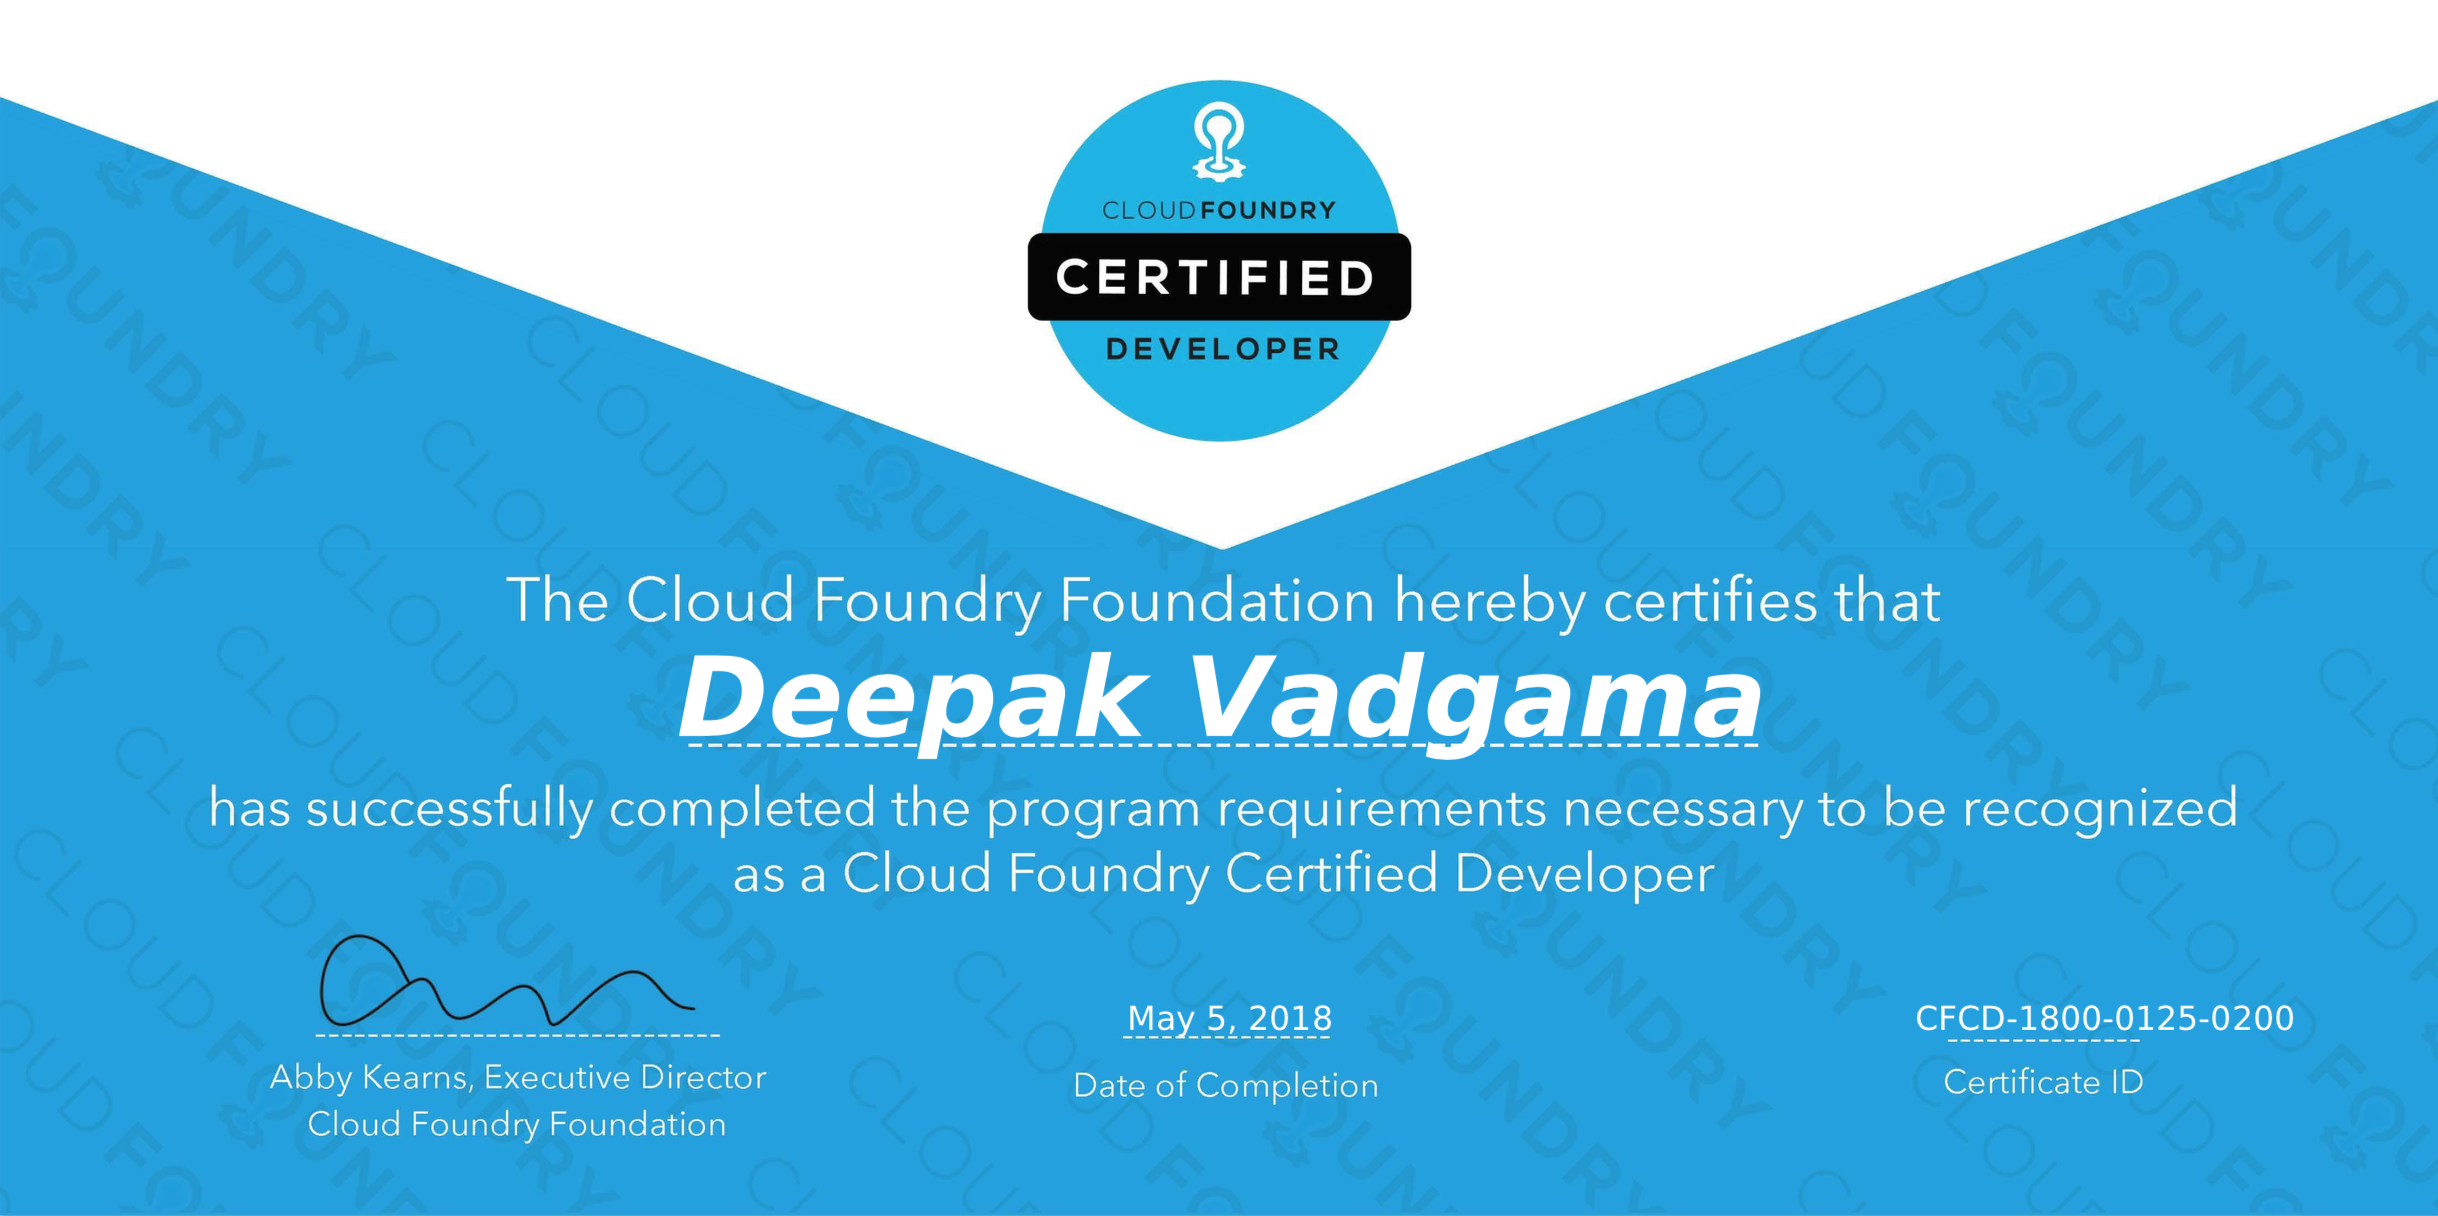 CLOUDFOUNDRY
CERTIFIED
DEVELOPER
The Cloud Foundry Foundation hereby certifies that
Deepak Vadgama
has successfully completed the program requirements necessary to be recognized
as a Cloud Foundry Certified Developer
May 5, 2018
CFCD-1800-0125-0200
Abby Kearns, Executive Director
Cloud Foundry Foundation
Date of Completion
Certificate ID